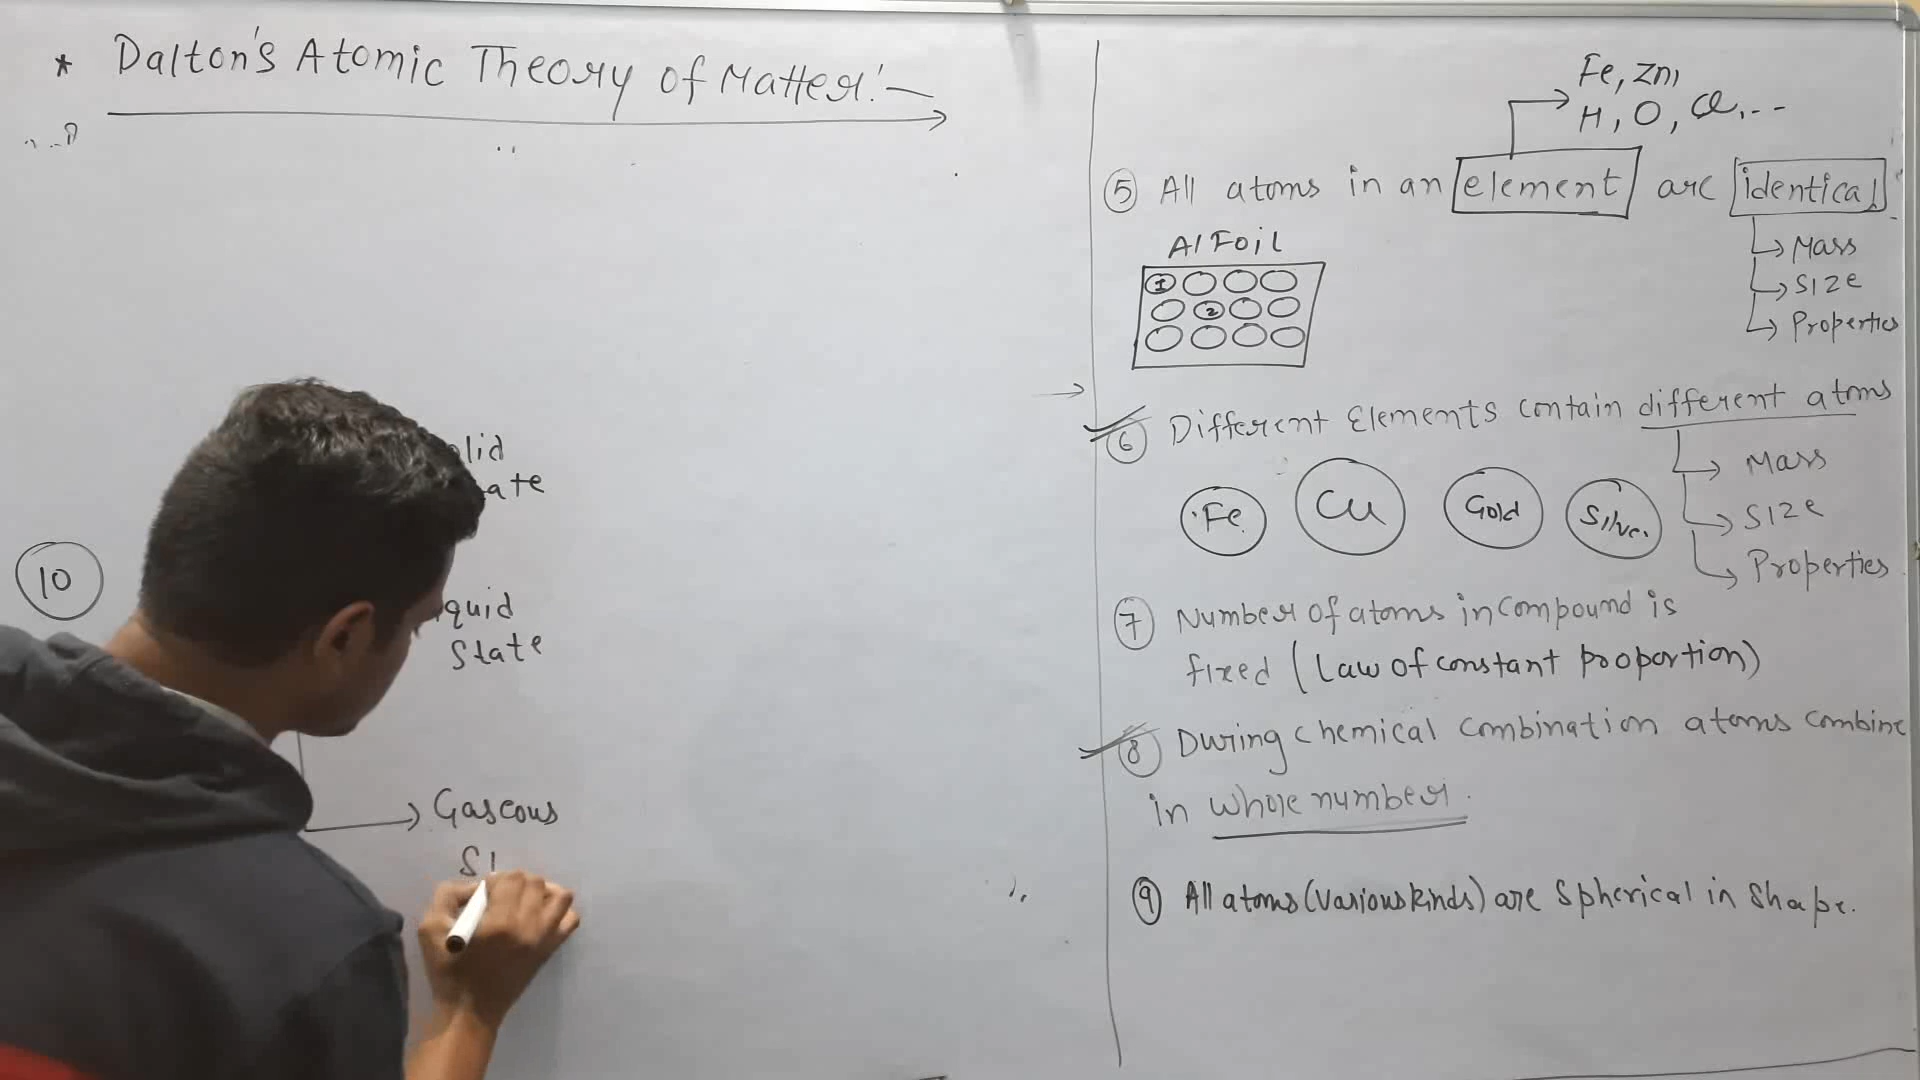 * Dalton's Atomic Theory of Matter:-
10
lid
ate
quid
State
Gaseous
St
Fe, Zn,
H, O, Cl, ...
5 All atoms in an element are identical.
Mass
Size
Properties
Al Foil
1
2
6 Different Elements contain different atoms
Mass
Size
Properties
Fe Cu Gold Silver
7 Number of atoms in compound is
fixed (Law of constant proportion)
8 During chemical combination atoms combine
in whole number.
9 All atoms (various kinds) are spherical in shape.